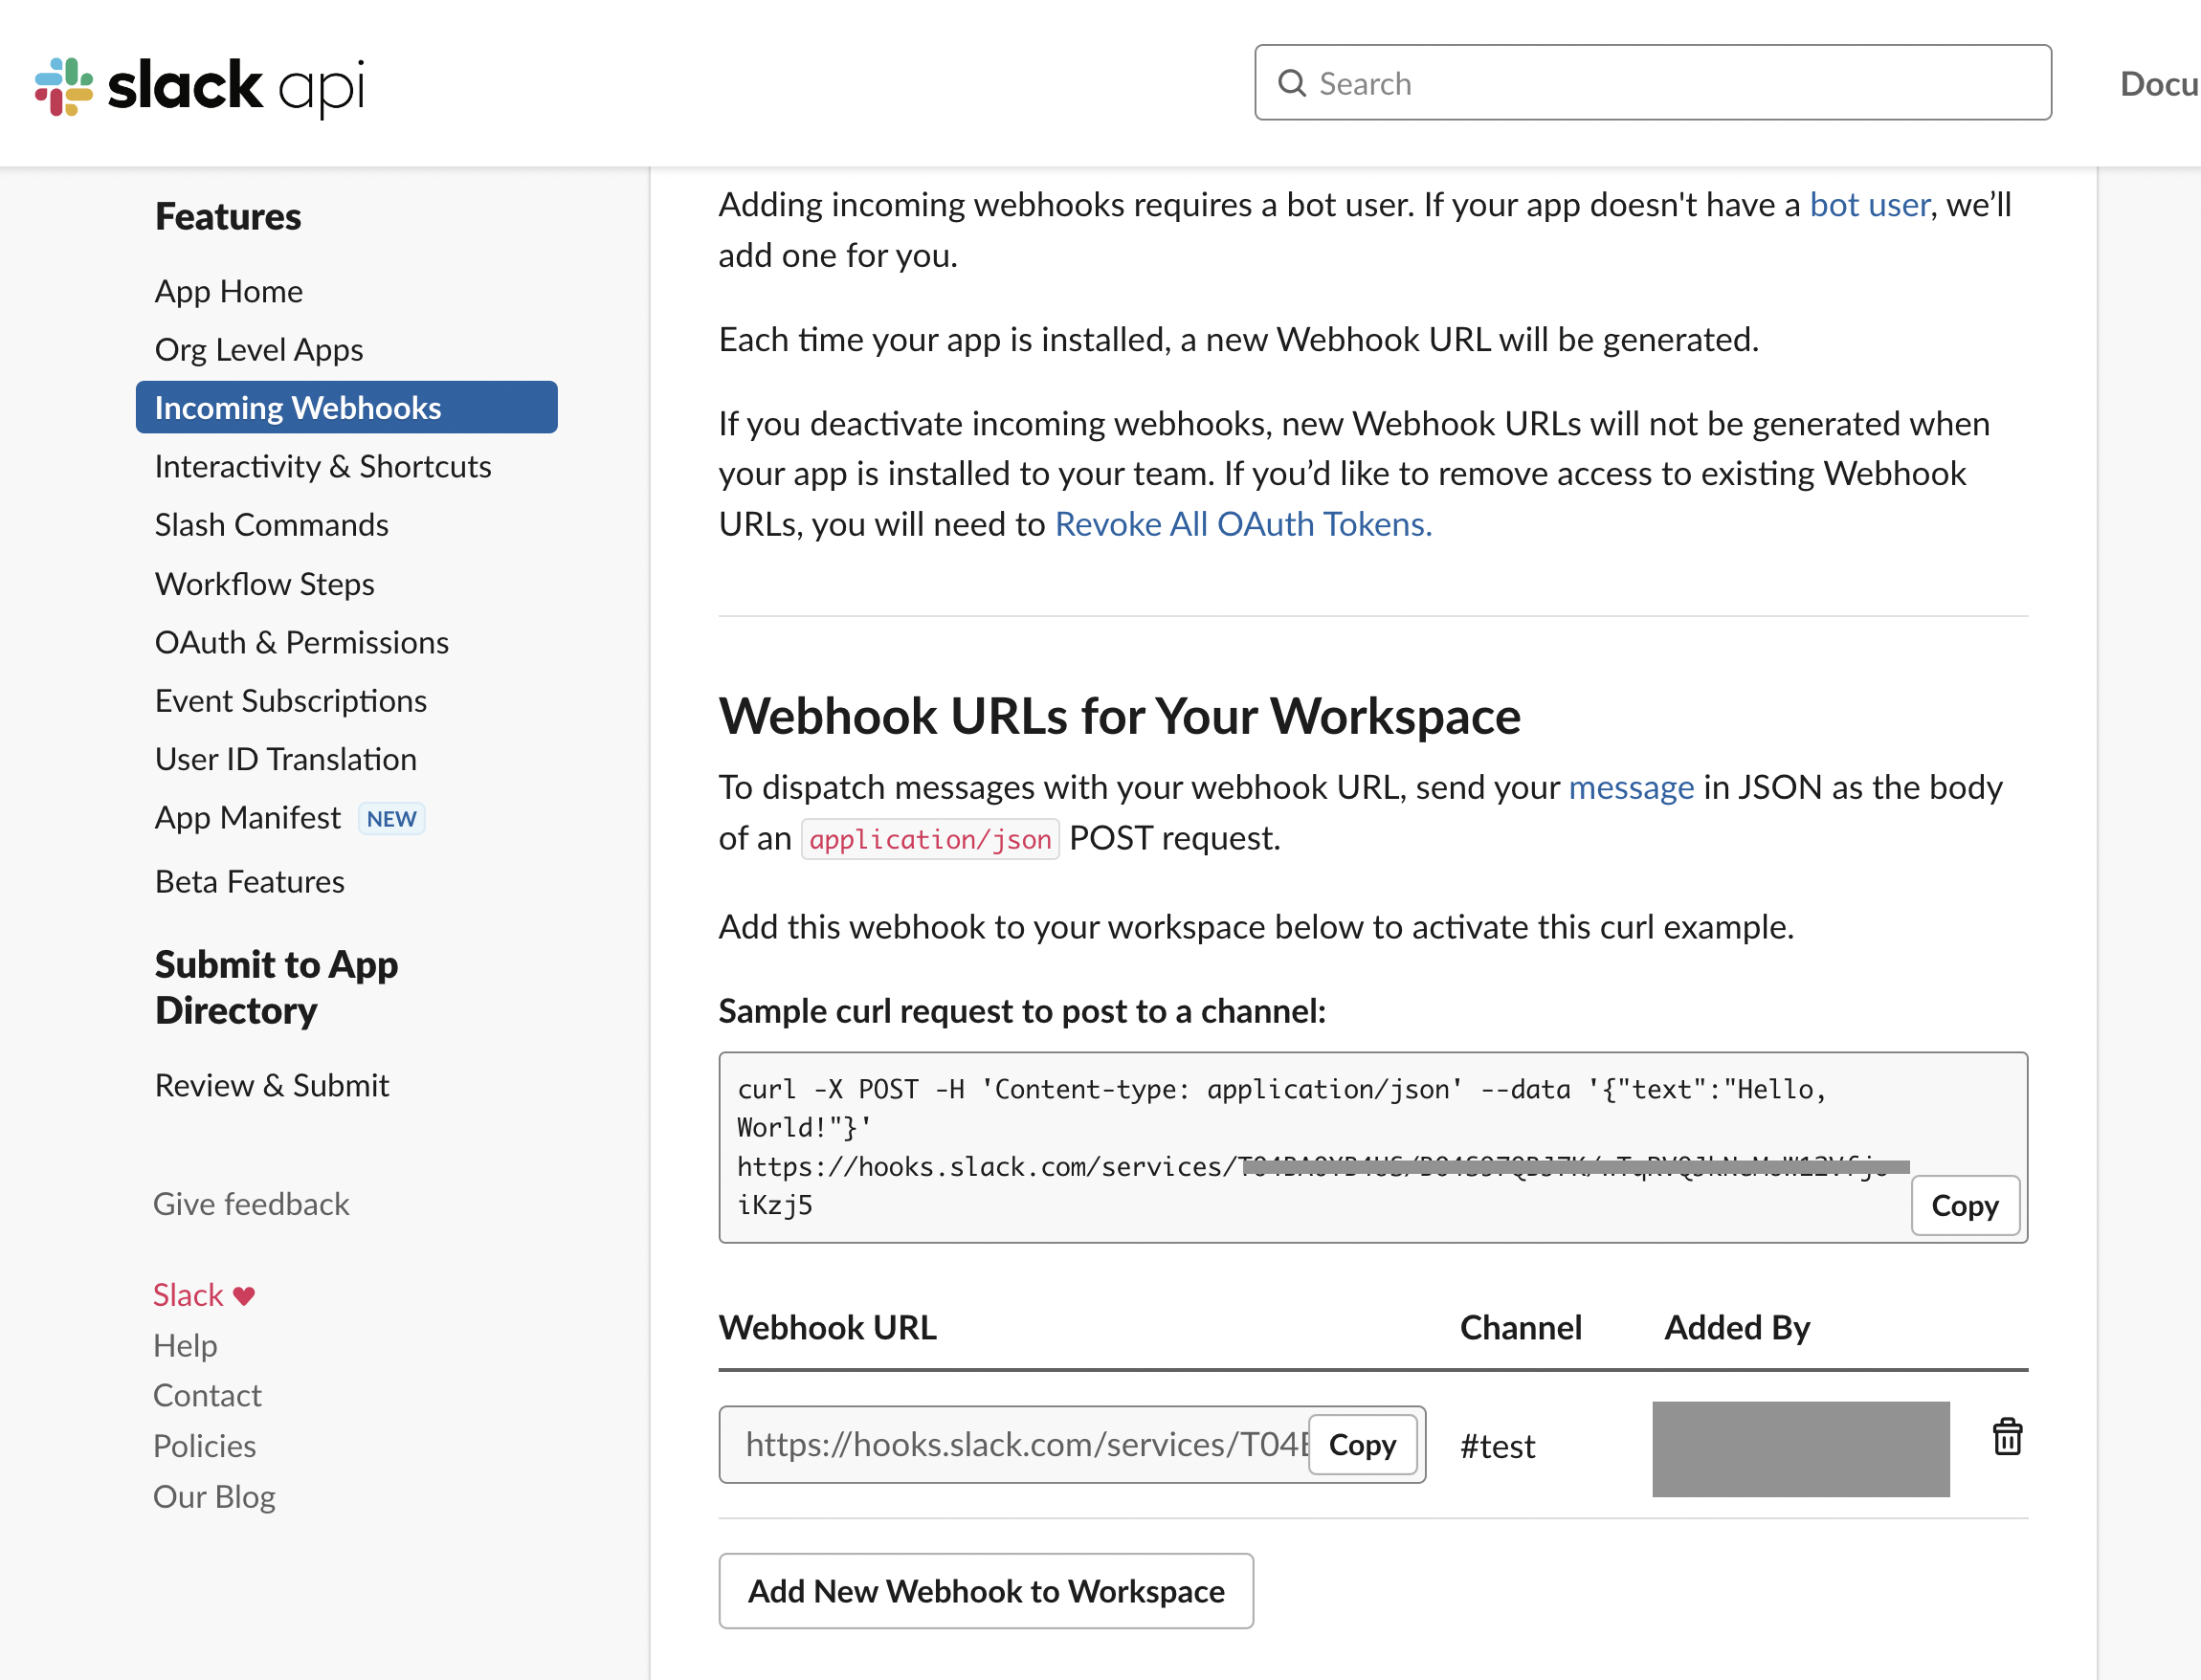 slack api
Search
Docu
Features
App Home
Org Level Apps
Incoming Webhooks
Interactivity & Shortcuts
Slash Commands
Workflow Steps
OAuth & Permissions
Event Subscriptions
User ID Translation
App Manifest NEW
Beta Features
Submit to App
Directory
Review & Submit
Give feedback
Slack ♥
Help
Contact
Policies
Our Blog
Adding incoming webhooks requires a bot user. If your app doesn't have a bot user, we’ll
add one for you.
Each time your app is installed, a new Webhook URL will be generated.
If you deactivate incoming webhooks, new Webhook URLs will not be generated when
your app is installed to your team. If you’d like to remove access to existing Webhook
URLs, you will need to Revoke All OAuth Tokens.
Webhook URLs for Your Workspace
To dispatch messages with your webhook URL, send your message in JSON as the body
of an application/json POST request.
Add this webhook to your workspace below to activate this curl example.
Sample curl request to post to a channel:
curl -X POST -H 'Content-type: application/json' --data '{"text":"Hello,
World!"}'
https://hooks.slack.com/services/
iKzj5
Copy
Webhook URL Channel Added By
https://hooks.slack.com/services/T04 Copy #test
Add New Webhook to Workspace